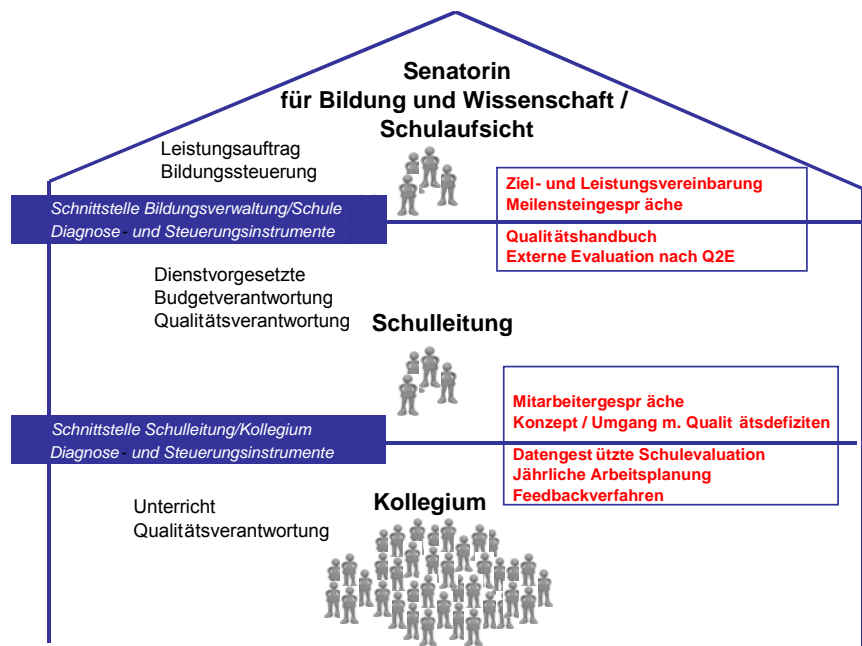 Senatorin
für Bildung und Wissenschaft /
Schulaufsicht
Leistungsauftrag
Bildungssteuerung
Ziel- und Leistungsvereinbarung
Meilensteingespr äche
Schnittstelle Bildungsverwaltung/Schule
Diagnose- und Steuerungsinstrumente
Qualitätshandbuch
Externe Evaluation nach Q2E
Dienstvorgesetzte
Budgetverantwortung
Qualitätsverantwortung
Schulleitung
Mitarbeitergespr äche
Konzept / Umgang m. Qualit ätsdefiziten
Schnittstelle Schulleitung/Kollegium
Diagnose- und Steuerungsinstrumente
Datengest ützte Schulevaluation
Jährliche Arbeitsplanung
Feedbackverfahren
Unterricht
Qualitätsverantwortung
Kollegium